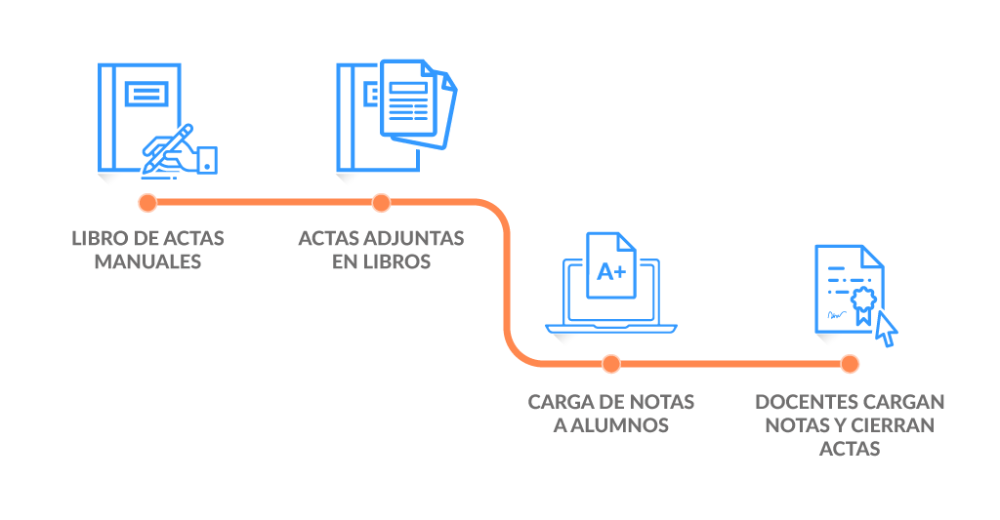 LIBRO DE ACTAS
MANUALES
ACTAS ADJUNTAS
EN LIBROS
A+
CARGA DE NOTAS
A ALUMNOS
DOCENTES CARGAN
NOTAS Y CIERRAN
ACTAS